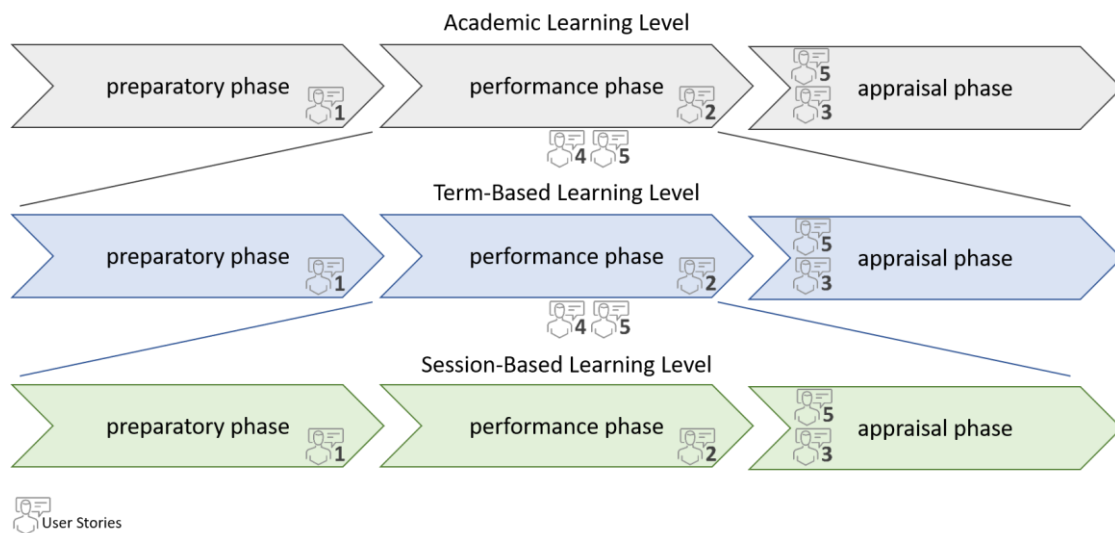 Academic Learning Level
preparatory phase
1
performance phase
2
5
3
appraisal phase
4 5
Term-Based Learning Level
preparatory phase
1
performance phase
2
5
3
appraisal phase
4 5
Session-Based Learning Level
preparatory phase
1
performance phase
2
5
3
appraisal phase
User Stories